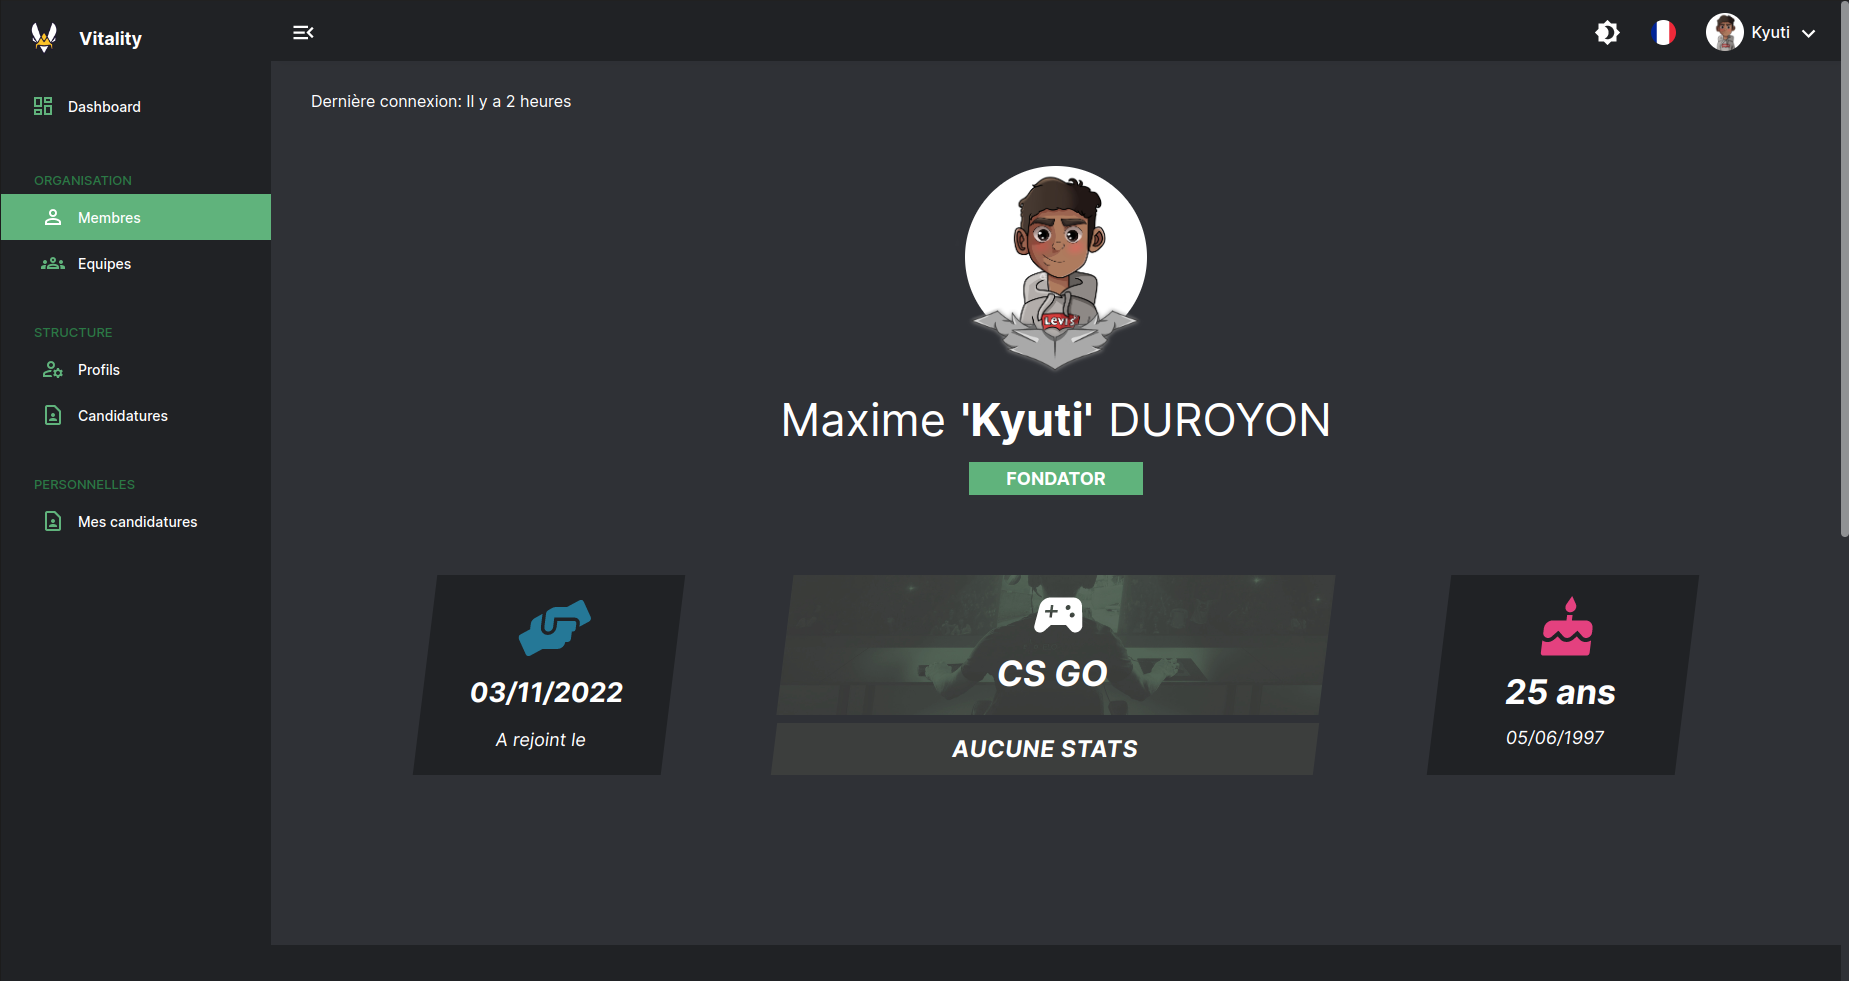 Vitality
Kyuti
Dashboard
ORGANISATION
Membres
Equipes
STRUCTURE
Profils
Candidatures
PERSONNELLES
Mes candidatures
Dernière connexion: Il y a 2 heures
Levi's
Maxime 'Kyuti' DUROYON
FONDATOR
03/11/2022
A rejoint le
CS GO
AUCUNE STATS
25 ans
05/06/1997